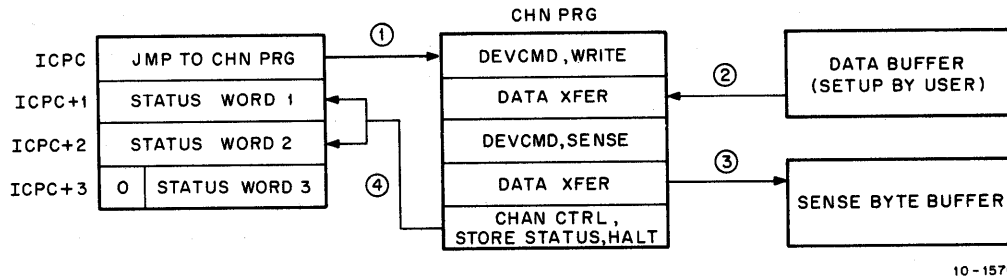 CHN PRG
ICPC
JMP TO CHN PRG
①
DEVCMD, WRITE
DATA BUFFER
(SETUP BY USER)
ICPC+1
STATUS WORD 1
DATA XFER
②
ICPC+2
STATUS WORD 2
DEVCMD, SENSE
ICPC+3
0
STATUS WORD 3
④
DATA XFER
③
SENSE BYTE BUFFER
CHAN CTRL,
STORE STATUS, HALT
10-157